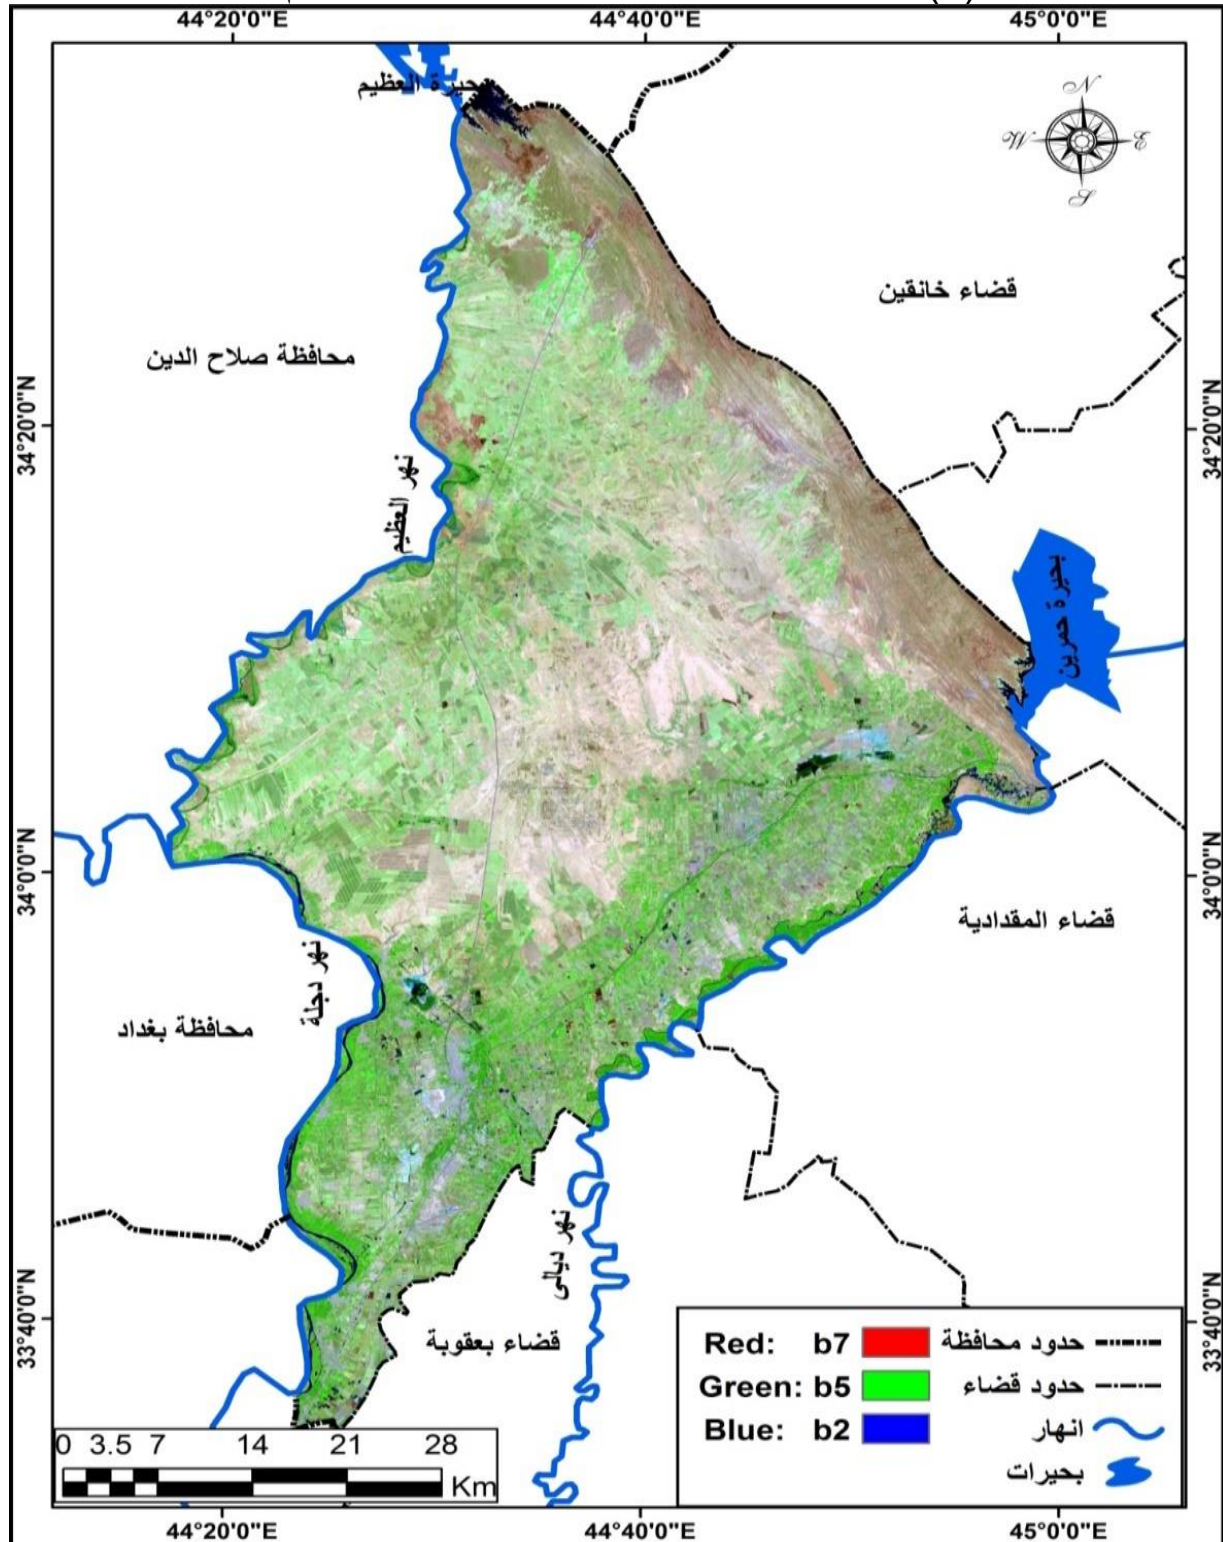 44°20'0"E 44°40'0"E 45°0'0"E
بحيرة العظيم
N
W E
S
قضاء خانقين
محافظة صلاح الدين
34°20'0"N 34°20'0"N
نهر العظيم
بحيرة حمرين
34°0'0"N 34°0'0"N
قضاء المقدادية
نهر دجلة
محافظة بغداد
نهر ديالى
33°40'0"N 33°40'0"N
قضاء بعقوبة
Red: b7 حدود محافظة
Green: b5 حدود قضاء
Blue: b2 انهار
بحيرات
0 3.5 7 14 21 28
Km
44°20'0"E 44°40'0"E 45°0'0"E